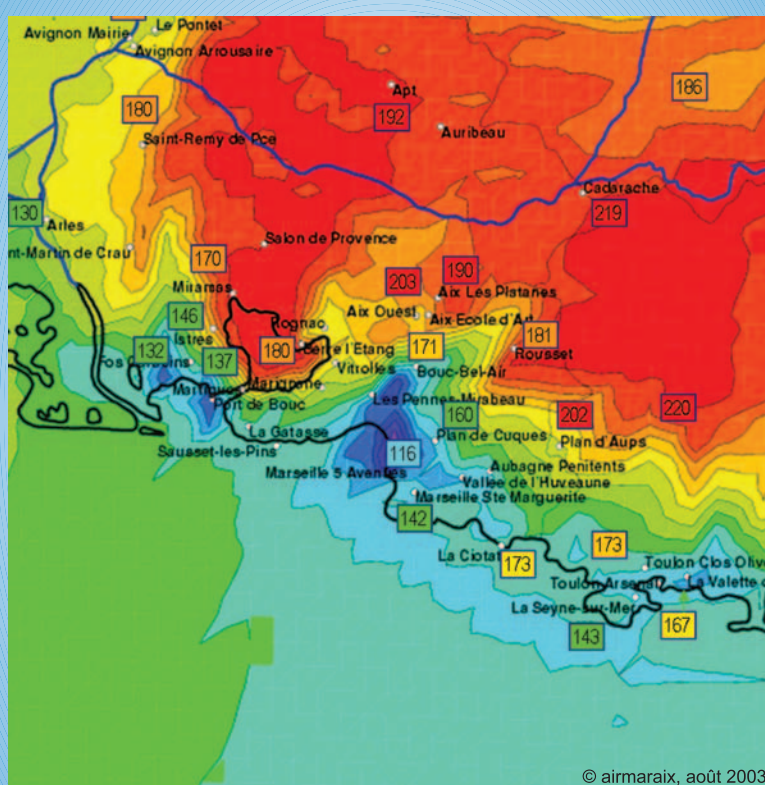 Le Pontet
Avignon Mairie
Avignon Arrousaire
Apt
186
180
192
Auribeau
Saint-Remy de Pce
Cadarache
130
219
Arles
Salon de Provence
nt-Martin de Crau
170
190
203
Miramas
Aix Les Platanes
146
Aix Ouest
Aix Ecole d'Art
Rognac
181
Istres
171
132
180
Berre l'Etang
Rousset
137
Vitrolles
Bouc-Bel-Air
Martigues
Marignane
Les Pennes-Mirabeau
220
Port de Bouc
160
202
La Gatasse
Plan de Cuques
Plan d'Aups
Sausset-les-Pins
116
Marseille 5 Avenues
Aubagne Penitents
Vallée de l'Huveaune
Marseille Ste Marguerite
142
173
La Ciotat
173
Toulon Clos Olive
Toulon Arsenal
La Valette
La Seyne-sur-Mer
143
167
© airmaraix, août 2003